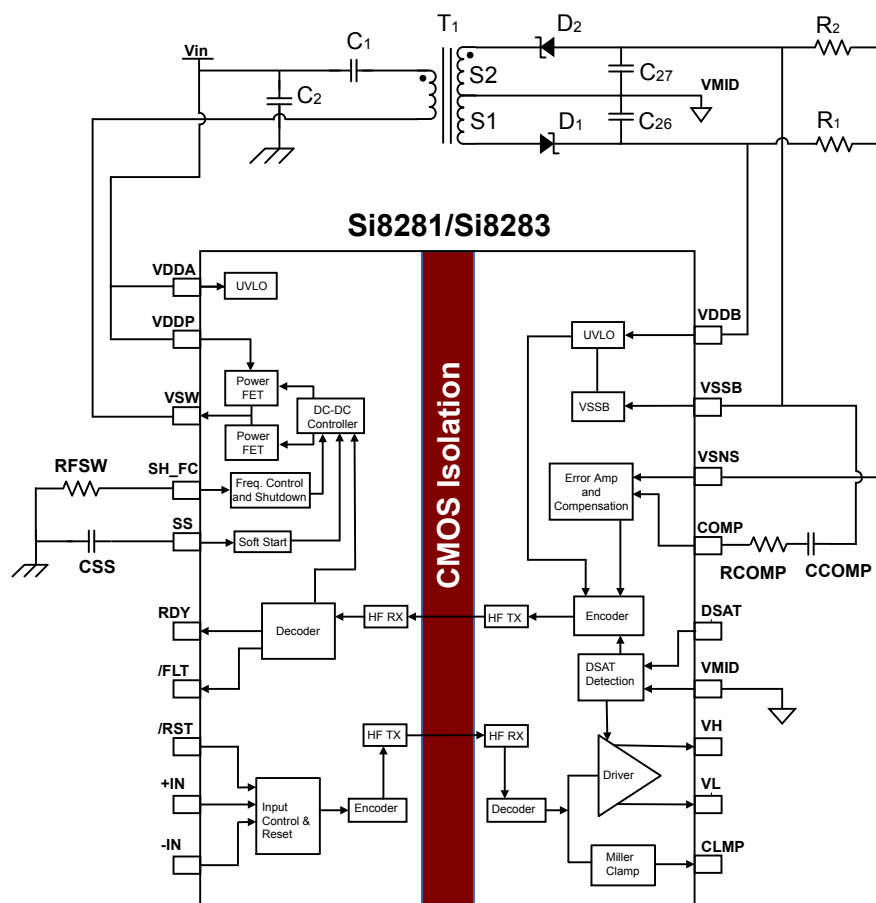 Vin
C1
T1
D2
R2
C2
S2
C27
VMID
S1
D1
C26
R1
Si8281/Si8283
VDDA
UVLO
VDDP
VDDB
UVLO
Power
FET
VSW
DC-DC
Controller
Power
FET
VSSB
VSSB
RFSW
SH_FC
Freq. Control
and Shutdown
VSNS
Error Amp
and
Compensation
SS
Soft Start
CSS
COMP
RCOMP
CCOMP
CMOS Isolation
RDY
Decoder
HF RX
HF TX
Encoder
DSAT
/FLT
DSAT
Detection
VMID
/RST
HF TX
HF RX
VH
Driver
+IN
Input
Control &
Reset
Encoder
Decoder
VL
-IN
Miller
Clamp
CLMP